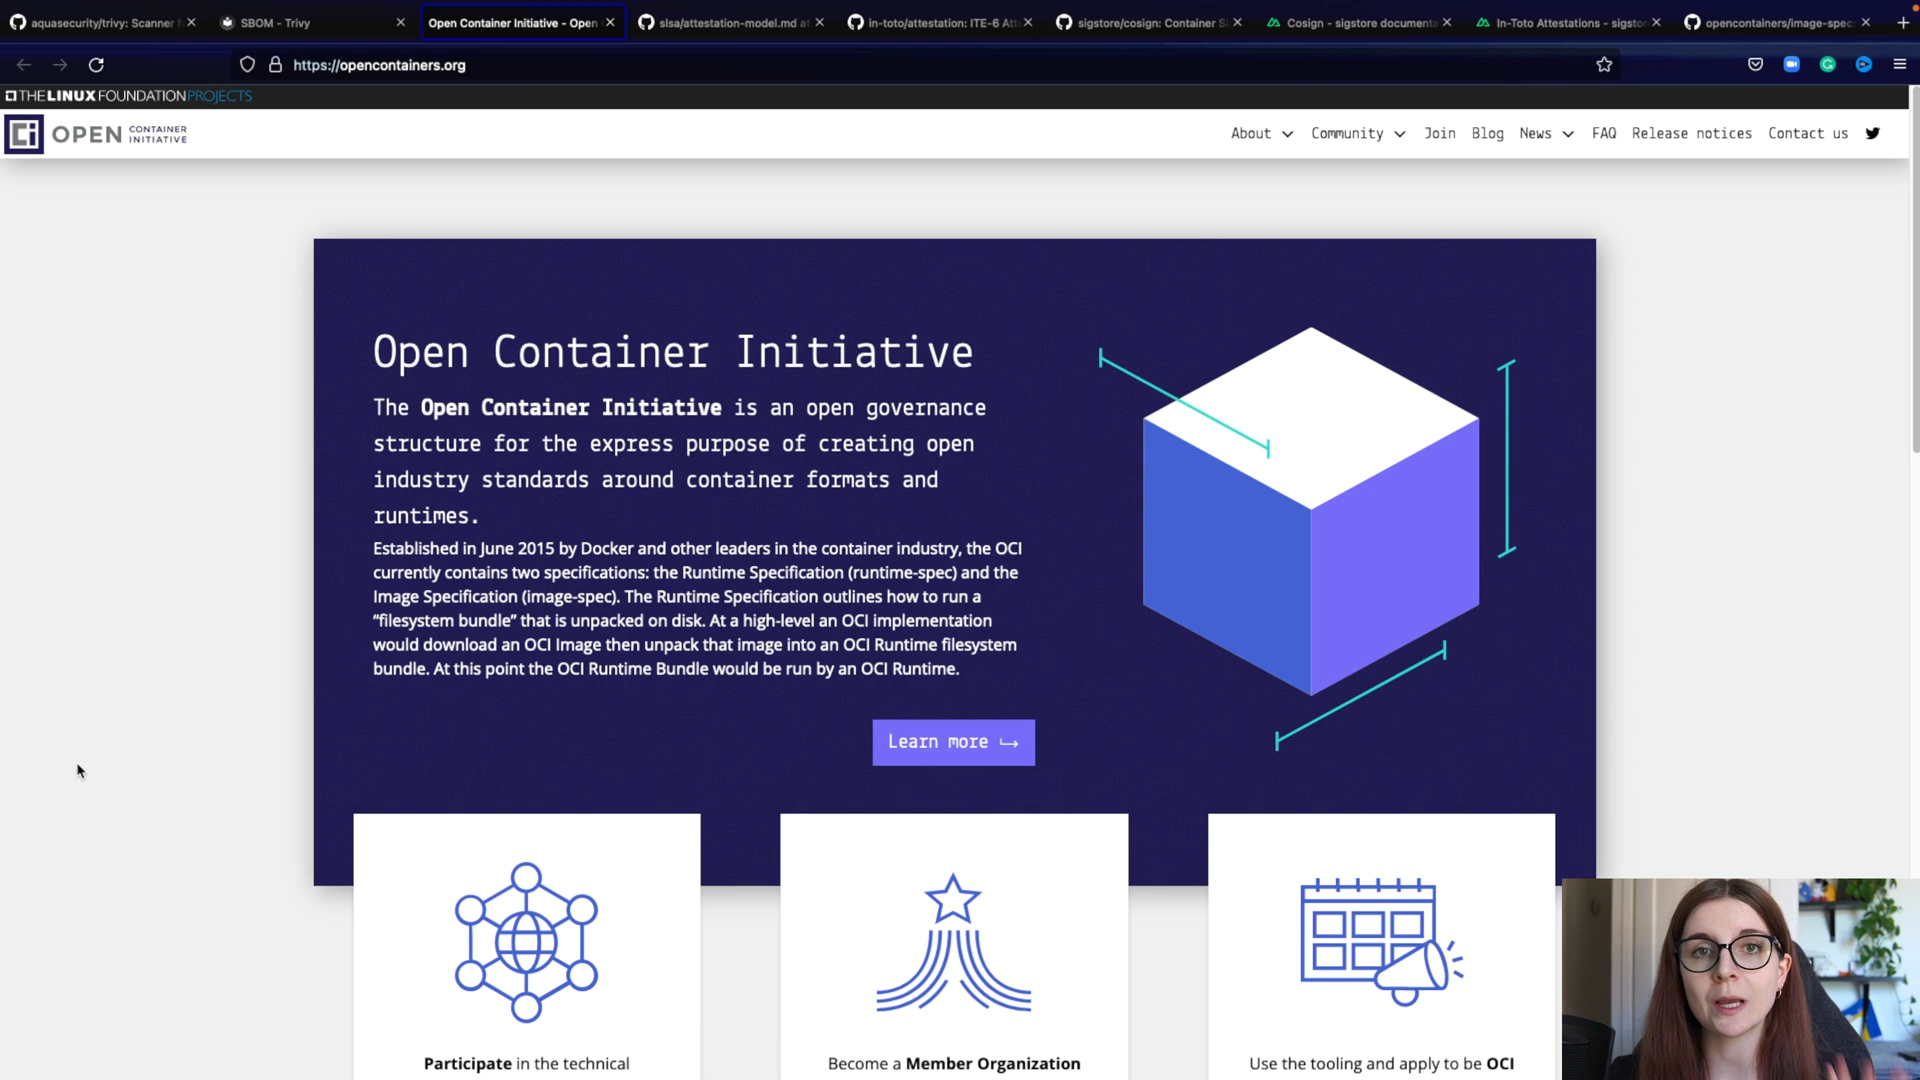 aquasecurity/trivy: Scanner f
SBOM - Trivy
Open Container Initiative - Open
slsa/attestation-model.md at
in-toto/attestation: ITE-6 Att
sigstore/cosign: Container Si
Cosign - sigstore documenta
In-Toto Attestations - sigstor
opencontainers/image-spec:
https://opencontainers.org
THE LINUX FOUNDATION PROJECTS
Ci OPEN CONTAINER INITIATIVE
About
Community
Join
Blog
News
FAQ
Release notices
Contact us
Open Container Initiative
The Open Container Initiative is an open governance
structure for the express purpose of creating open
industry standards around container formats and
runtimes.
Established in June 2015 by Docker and other leaders in the container industry, the OCI
currently contains two specifications: the Runtime Specification (runtime-spec) and the
Image Specification (image-spec). The Runtime Specification outlines how to run a
“filesystem bundle” that is unpacked on disk. At a high-level an OCI implementation
would download an OCI Image then unpack that image into an OCI Runtime filesystem
bundle. At this point the OCI Runtime Bundle would be run by an OCI Runtime.
Learn more
Participate in the technical
Become a Member Organization
Use the tooling and apply to be OCI